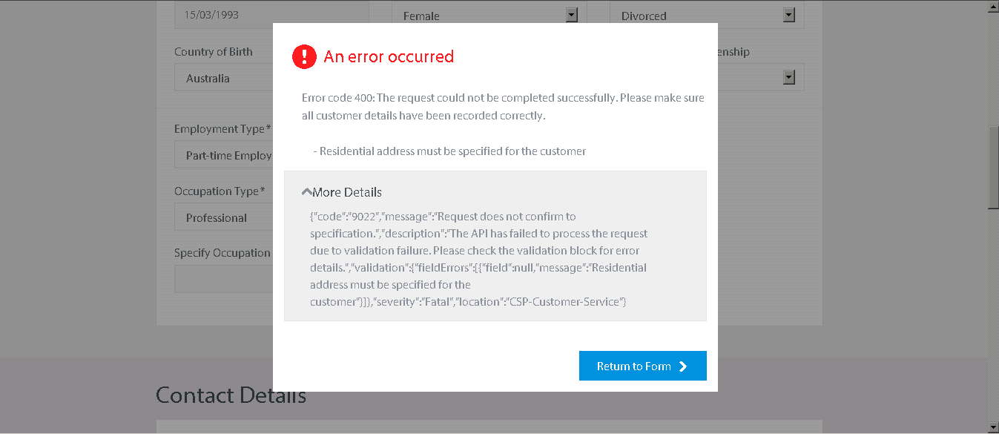 15/03/1993
Female
Divorced
Country of Birth
enship
Australia
An error occurred
Error code 400: The request could not be completed successfully. Please make sure
all customer details have been recorded correctly.
- Residential address must be specified for the customer
Employment Type*
Part-time Employ
Occupation Type*
Professional
Specify Occupation
More Details
{"code":"9022","message":"Request does not confirm to
specification.","description":"The API has failed to process the request
due to validation failure. Please check the validation block for error
details.","validation":{"fieldErrors":[{"field":null,"message":"Residential
address must be specified for the
customer"}]},"severity":"Fatal","location":"CSP-Customer-Service"}
Return to Form
Contact Details